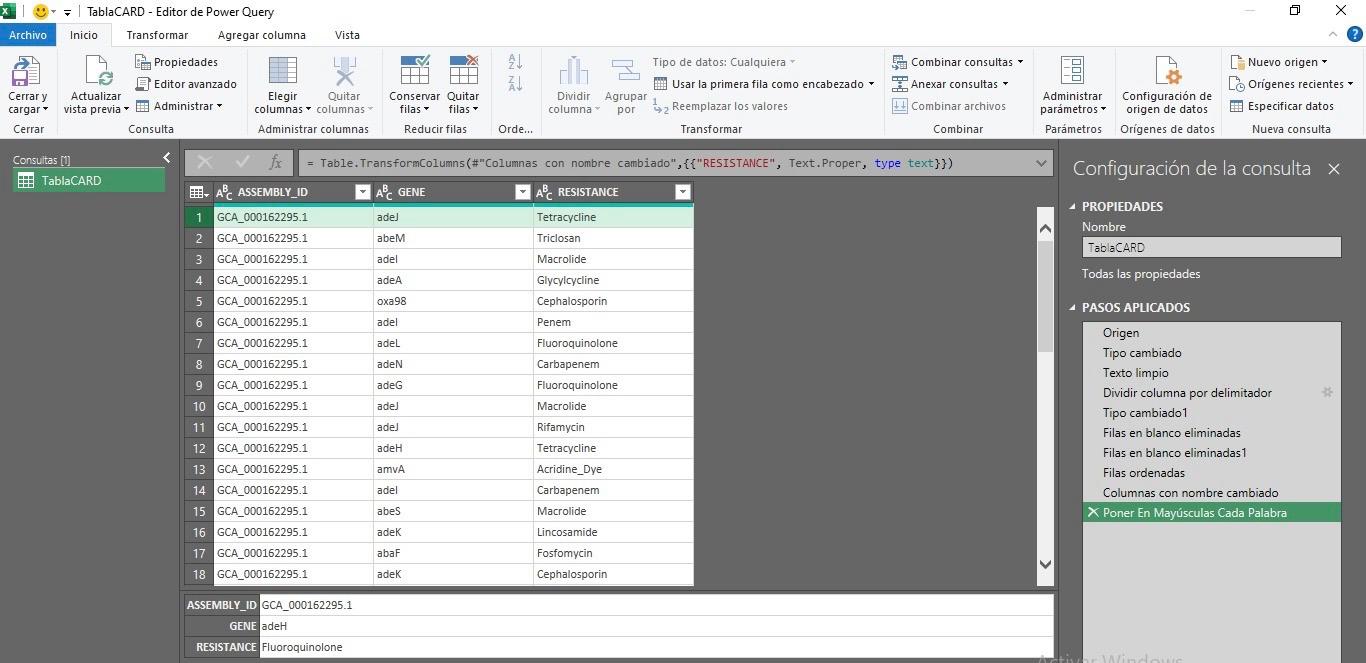 TablaCARD - Editor de Power Query
Archivo Inicio Transformar Agregar columna Vista
Cerrar y cargar
Cerrar
Actualizar vista previa
Propiedades
Editor avanzado
Administrar
Consulta
Elegir columnas
Quitar columnas
Administrar columnas
Conservar filas
Quitar filas
Reducir filas
Orde...
Dividir columna
Agrupar por
Tipo de datos: Cualquiera
Usar la primera fila como encabezado
Reemplazar los valores
Transformar
Combinar consultas
Anexar consultas
Combinar archivos
Combinar
Administrar parámetros
Parámetros
Configuración de origen de datos
Orígenes de datos
Nuevo origen
Orígenes recientes
Especificar datos
Nueva consulta
Consultas [1]
TablaCARD
fx = Table.TransformColumns(#"Columnas con nombre cambiado",{{"RESISTANCE", Text.Proper, type text}})
ASSEMBLY_ID GENE RESISTANCE
1 GCA_000162295.1 adeJ Tetracycline
2 GCA_000162295.1 abeM Triclosan
3 GCA_000162295.1 adeI Macrolide
4 GCA_000162295.1 adeA Glycylcycline
5 GCA_000162295.1 oxa98 Cephalosporin
6 GCA_000162295.1 adeI Penem
7 GCA_000162295.1 adeL Fluoroquinolone
8 GCA_000162295.1 adeN Carbapenem
9 GCA_000162295.1 adeG Fluoroquinolone
10 GCA_000162295.1 adeJ Macrolide
11 GCA_000162295.1 adeJ Rifamycin
12 GCA_000162295.1 adeH Tetracycline
13 GCA_000162295.1 amvA Acridine_Dye
14 GCA_000162295.1 adeI Carbapenem
15 GCA_000162295.1 abeS Macrolide
16 GCA_000162295.1 adeK Lincosamide
17 GCA_000162295.1 abaF Fosfomycin
18 GCA_000162295.1 adeK Cephalosporin
ASSEMBLY_ID GCA_000162295.1
GENE adeH
RESISTANCE Fluoroquinolone
Configuración de la consulta
PROPIEDADES
Nombre
TablaCARD
Todas las propiedades
PASOS APLICADOS
Origen
Tipo cambiado
Texto limpio
Dividir columna por delimitador
Tipo cambiado1
Filas en blanco eliminadas
Filas en blanco eliminadas1
Filas ordenadas
Columnas con nombre cambiado
Poner En Mayúsculas Cada Palabra
Activar Windows